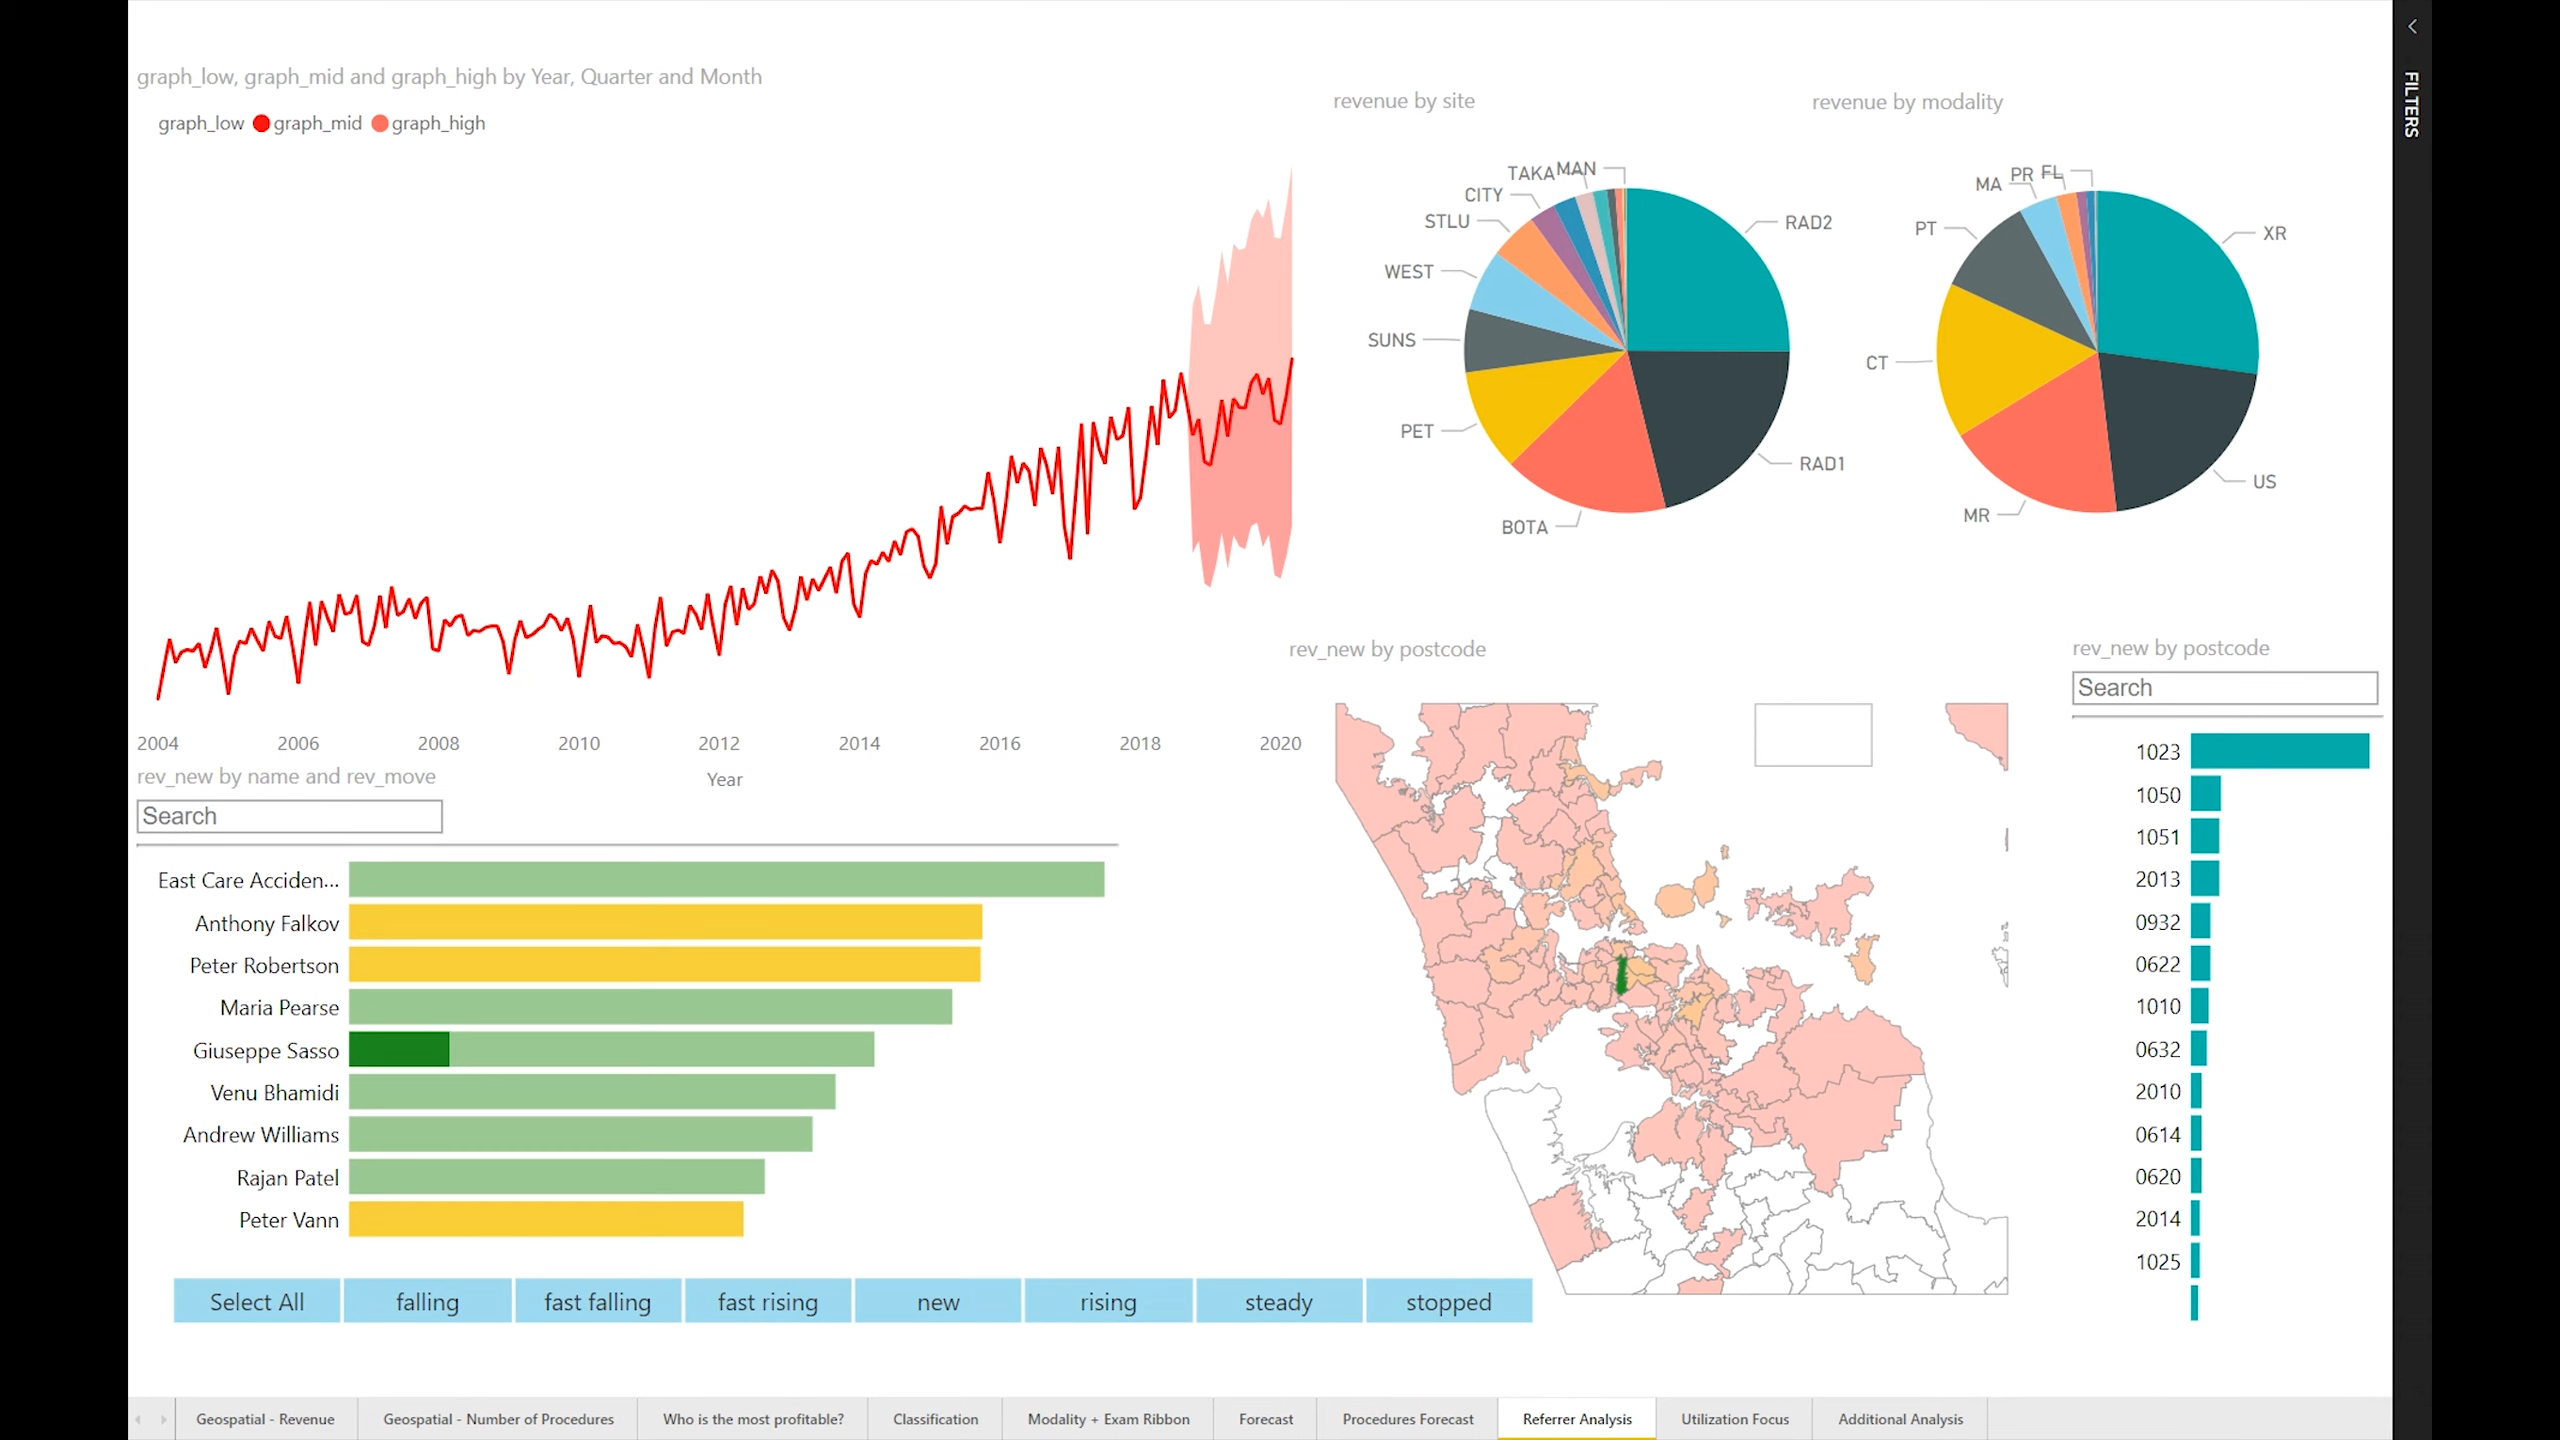 FILTERS
graph_low, graph_mid and graph_high by Year, Quarter and Month
graph_low graph_mid graph_high
2004 2006 2008 2010 2012 2014 2016 2018 2020
Year
revenue by site
TAKA MAN
CITY
STLU
WEST
SUNS
PET
BOTA
RAD2
RAD1
revenue by modality
MA PR FL
PT
CT
MR
XR
US
rev_new by name and rev_move
Search
East Care Acciden...
Anthony Falkov
Peter Robertson
Maria Pearse
Giuseppe Sasso
Venu Bhamidi
Andrew Williams
Rajan Patel
Peter Vann
rev_new by postcode
rev_new by postcode
Search
1023
1050
1051
2013
0932
0622
1010
0632
2010
0614
0620
2014
1025
Select All falling fast falling fast rising new rising steady stopped
Geospatial - Revenue Geospatial - Number of Procedures Who is the most profitable? Classification Modality + Exam Ribbon Forecast Procedures Forecast Referrer Analysis Utilization Focus Additional Analysis